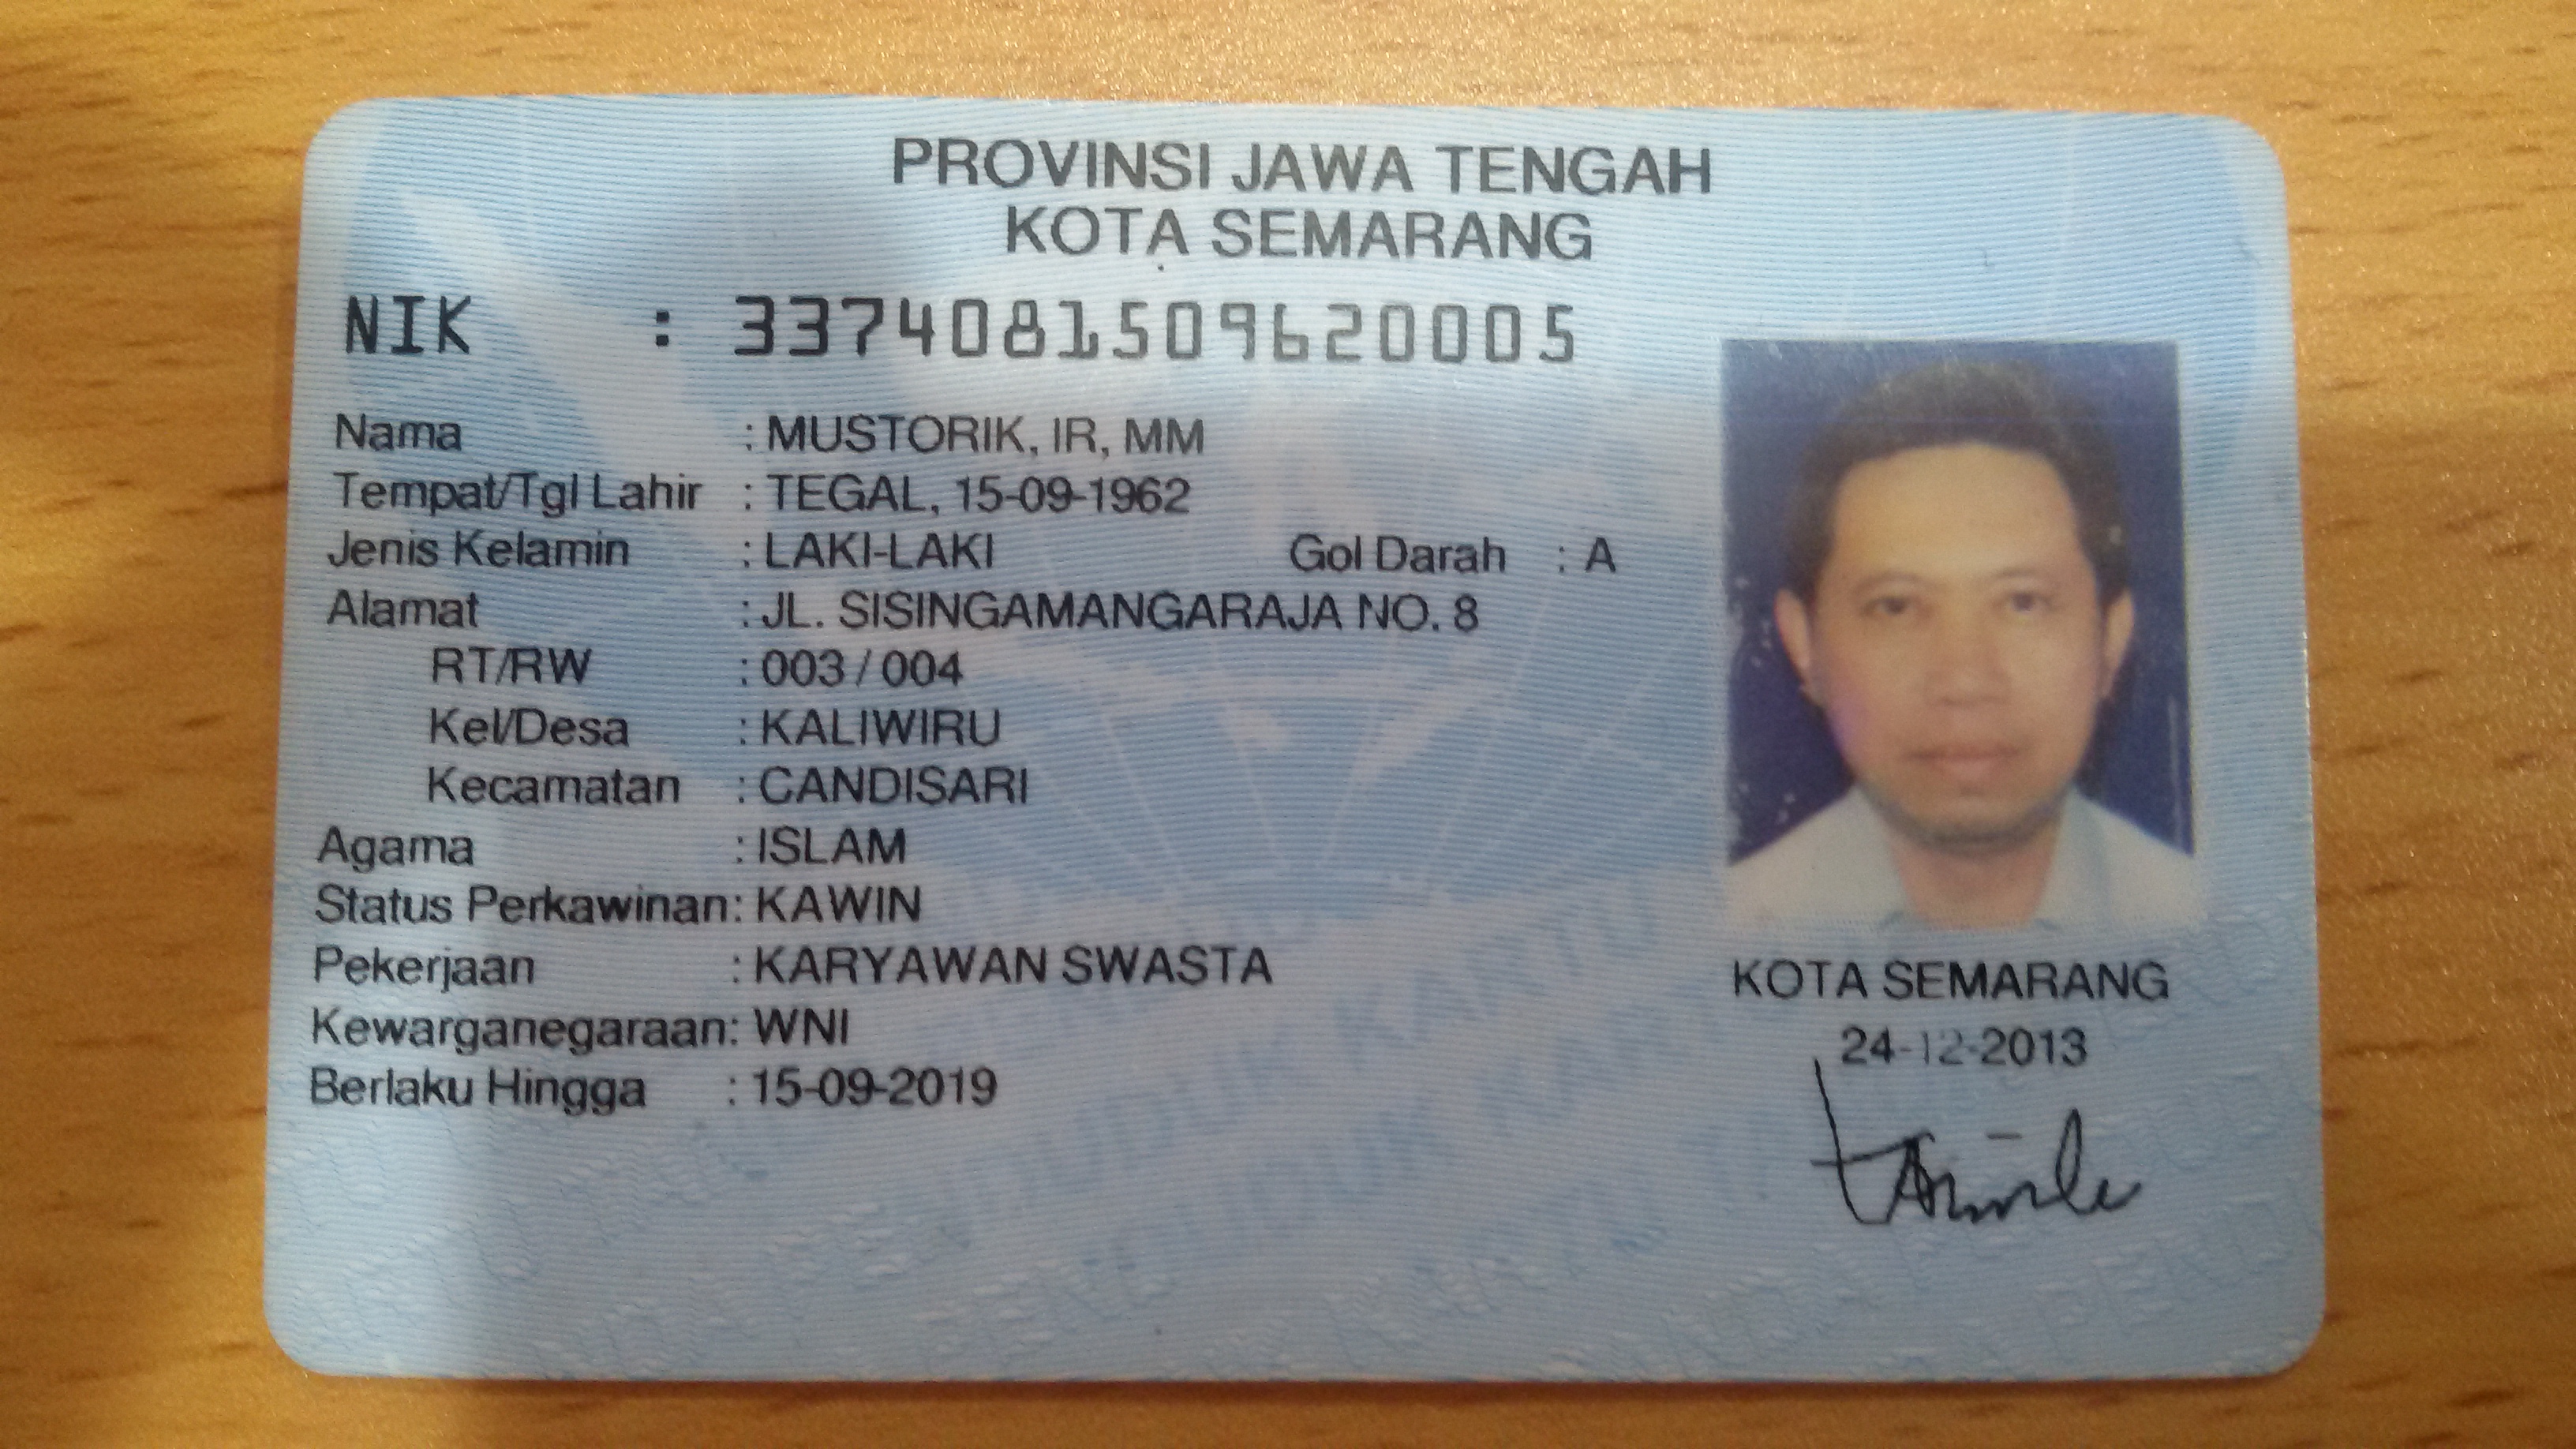 PROVINSI JAWA TENGAH
KOTA SEMARANG
NIK : 3374081509620005
Nama : MUSTORIK, IR, MM
Tempat/Tgl Lahir : TEGAL, 15-09-1962
Jenis Kelamin : LAKI-LAKI Gol Darah : A
Alamat : JL. SISINGAMANGARAJA NO. 8
RT/RW : 003 / 004
Kel/Desa : KALIWIRU
Kecamatan : CANDISARI
Agama : ISLAM
Status Perkawinan: KAWIN
Pekerjaan : KARYAWAN SWASTA
Kewarganegaraan: WNI
Berlaku Hingga : 15-09-2019
KOTA SEMARANG
24-12-2013